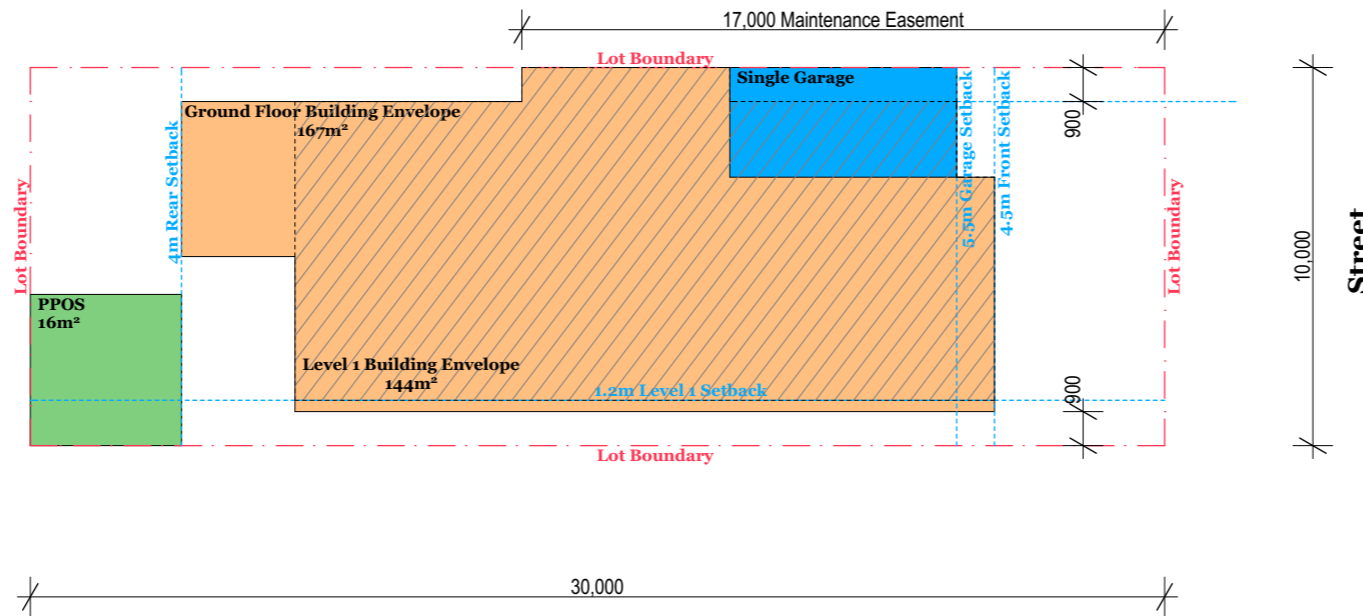 17,000 Maintenance Easement
Lot Boundary
Single Garage
Ground Floor Building Envelope
167m²
900
4m Rear Setback
5.5m Garage Setback
4.5m Front Setback
Lot Boundary
Lot Boundary
10,000
Street
PPOS
16m²
Level 1 Building Envelope
144m²
1.2m Level 1 Setback
900
Lot Boundary
30,000